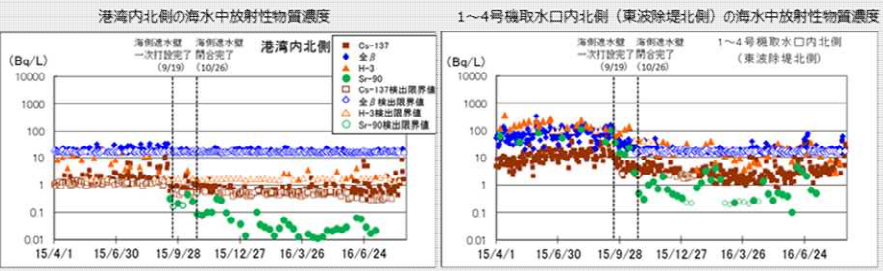 港湾内北側の海水中放射性物質濃度
(Bq/L)
海側遮水壁
一次打設完了
(9/19)
海側遮水壁
閉合完了
(10/26)
港湾内北側
Cs-137
全β
H-3
Sr-90
Cs-137検出限界値
全β検出限界値
H-3検出限界値
Sr-90検出限界値
10000
1000
100
10
1
0.1
0.01
15/4/1 15/6/30 15/9/28 15/12/27 16/3/26 16/6/24
1～4号機取水口内北側（東波除堤北側）の海水中放射性物質濃度
(Bq/L)
海側遮水壁
一次打設完了
(9/19)
海側遮水壁
閉合完了
(10/26)
1～4号機取水口内北側
（東波除堤北側）
10000
1000
100
10
1
0.1
0.01
15/4/1 15/6/30 15/9/28 15/12/27 16/3/26 16/6/24